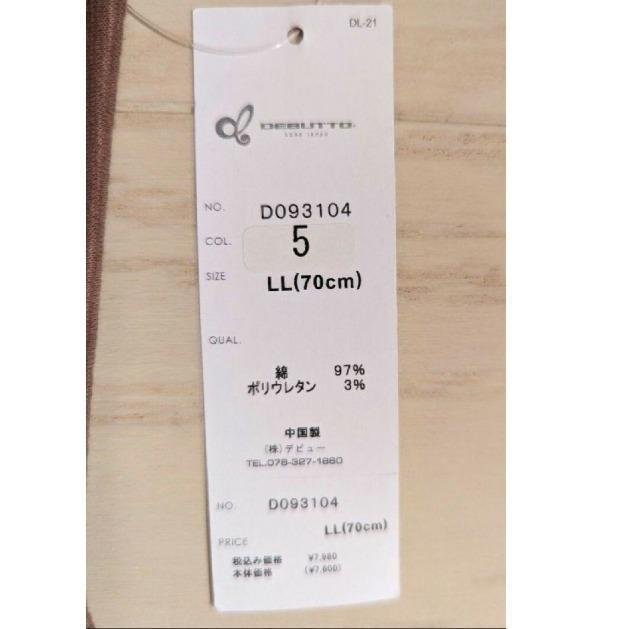 DL-21
DEBUTTO.
KOBE JAPAN
NO. D093104
COL. 5
SIZE LL(70cm)
QUAL.
綿 97%
ポリウレタン 3%
中国製
(株)デビュー
TEL.078-327-1880
NO. D093104
LL(70cm)
PRICE
税込み価格 ¥7,980
本体価格 (¥7,600)